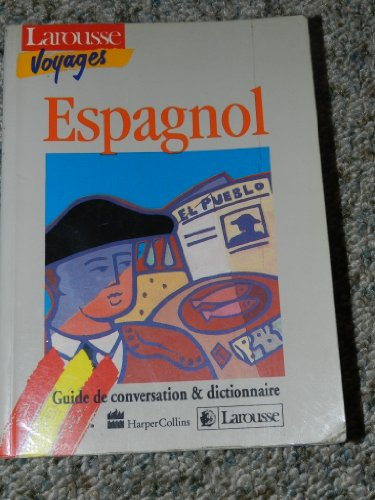 Larousse
Voyages
Espagnol
EL PUEBLO
Guide de conversation & dictionnaire
HarperCollins Larousse